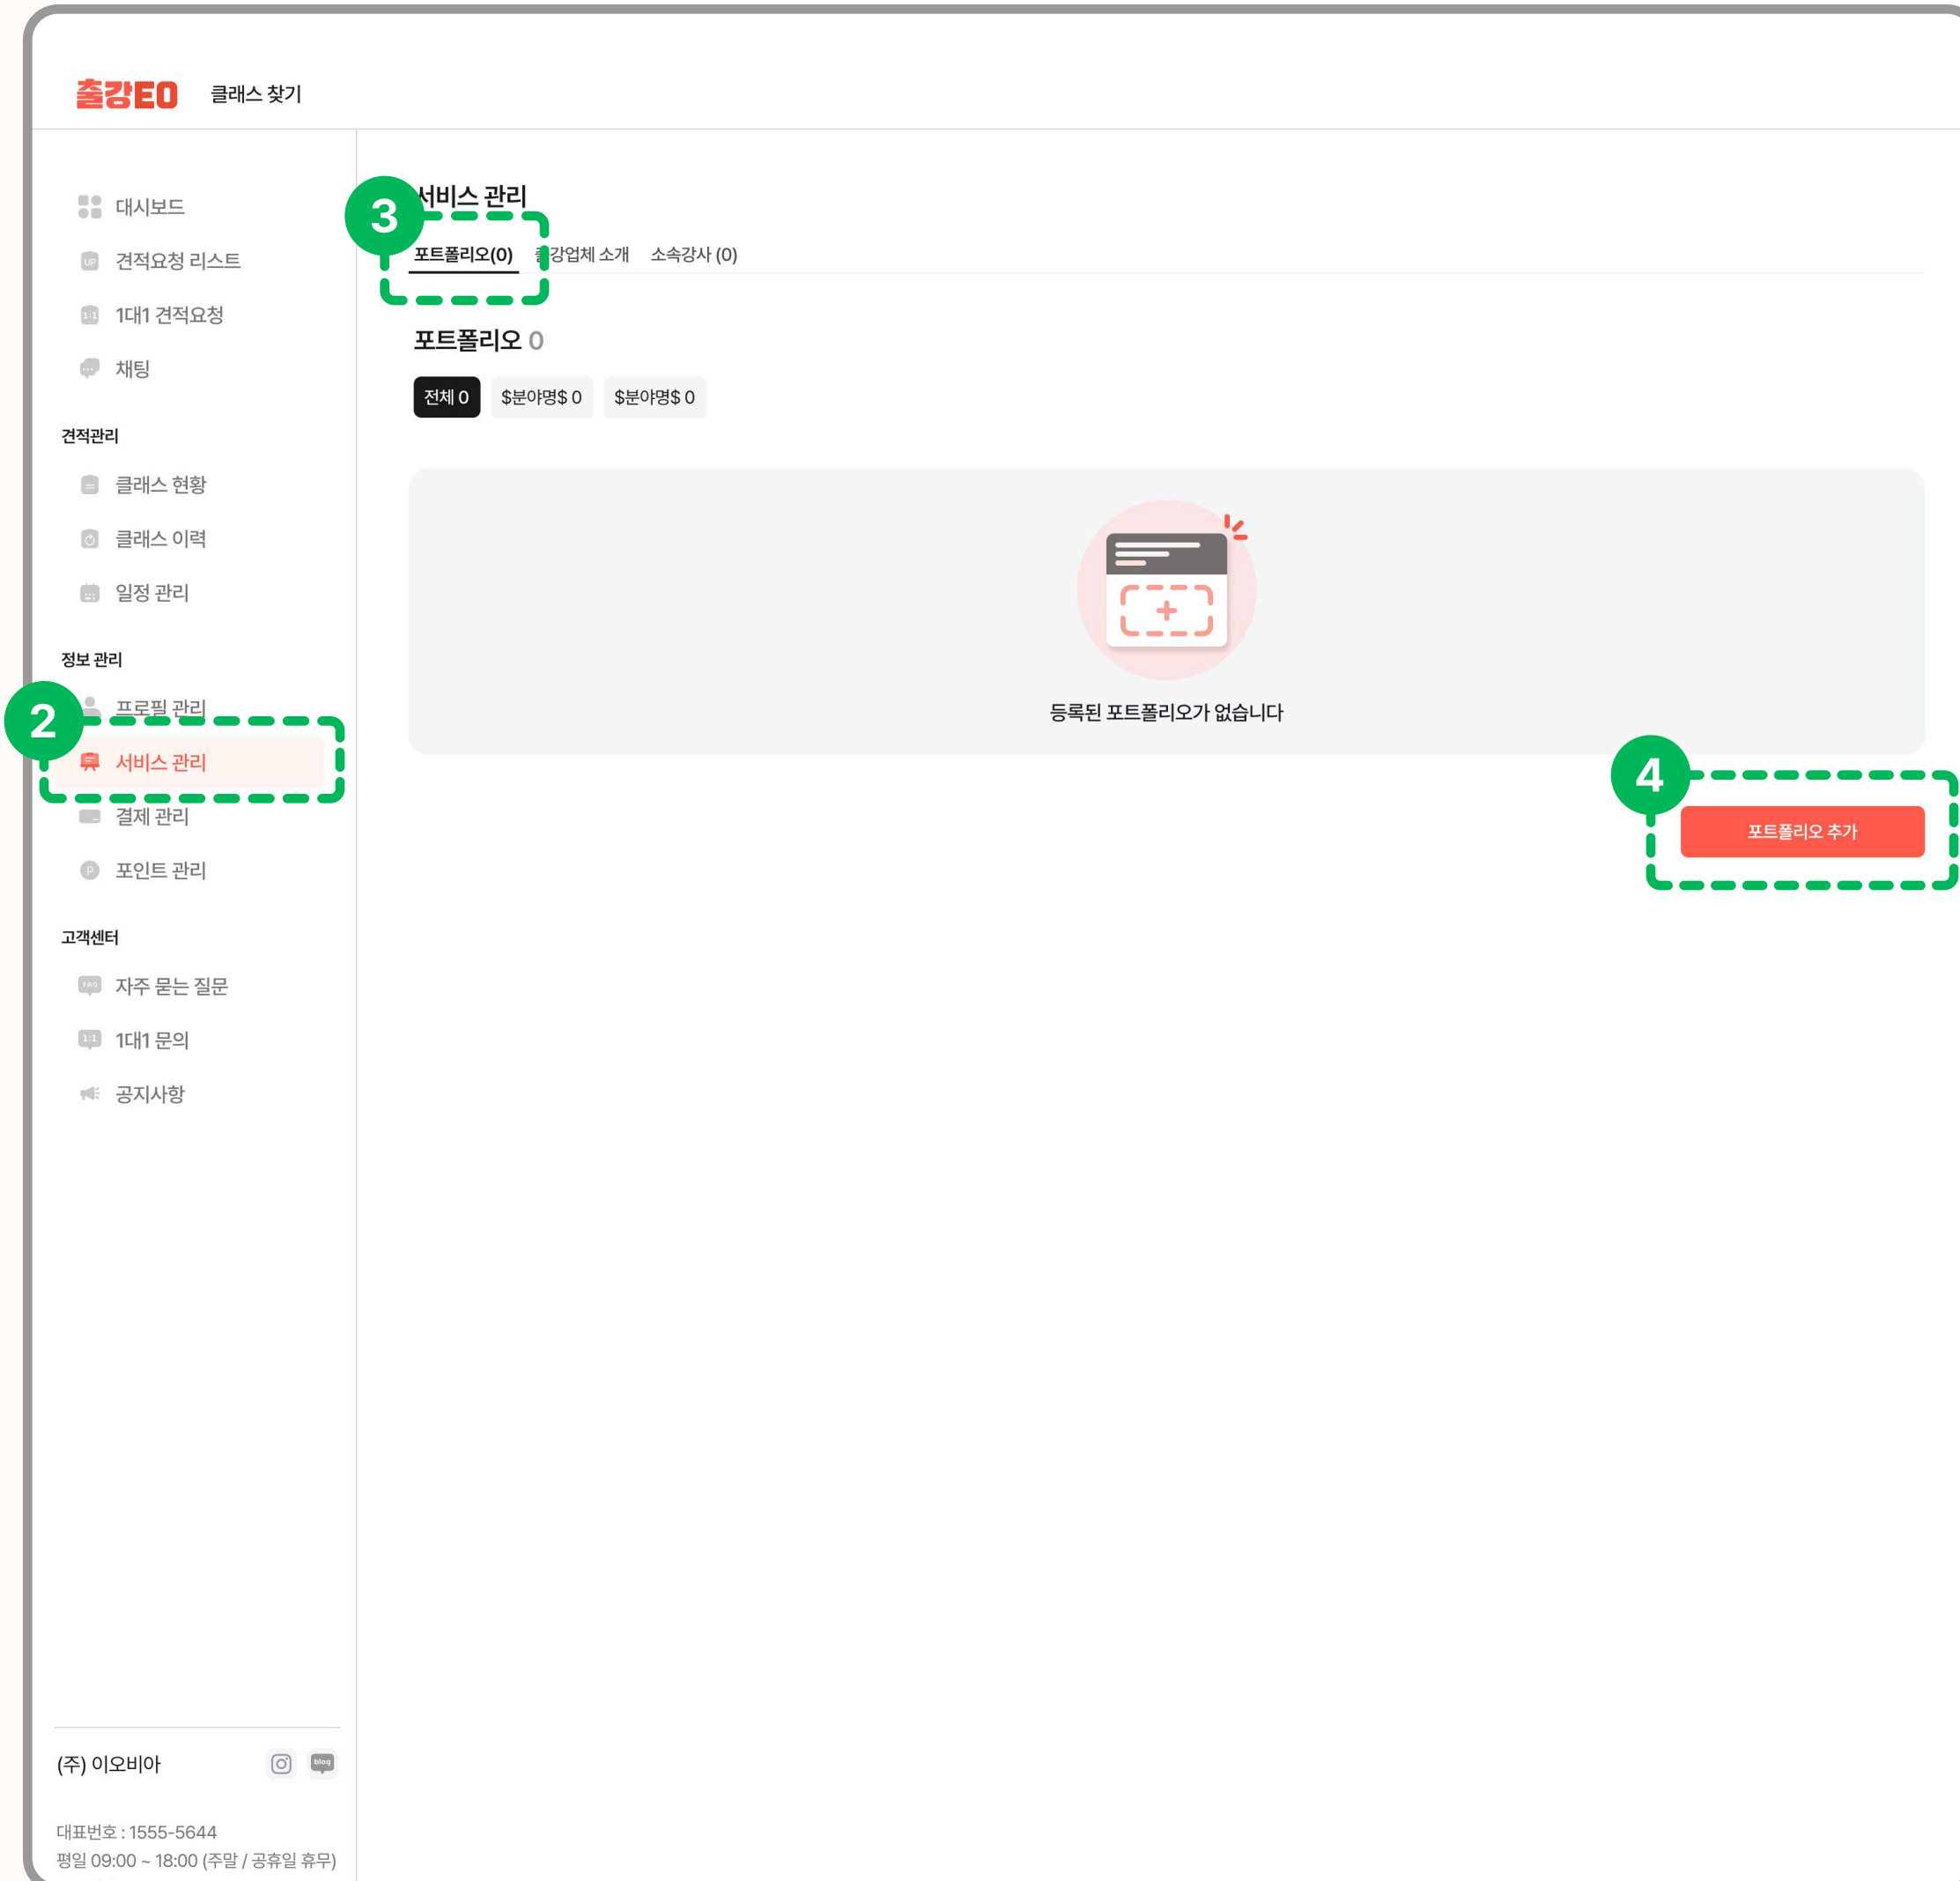 출강EO
클래스 찾기
대시보드
UP 견적요청 리스트
1:1 1대1 견적요청
채팅
견적관리
클래스 현황
클래스 이력
일정 관리
정보 관리
프로필 관리
2
서비스 관리
결제 관리
P 포인트 관리
고객센터
FAQ 자주 묻는 질문
1:1 1대1 문의
공지사항
(주) 이오비아
blog
대표번호 : 1555-5644
평일 09:00 ~ 18:00 (주말 / 공휴일 휴무)
3
서비스 관리
포트폴리오(0) 출강업체 소개 소속강사 (0)
포트폴리오 0
전체 0 $분야명$ 0 $분야명$ 0
등록된 포트폴리오가 없습니다
4
포트폴리오 추가